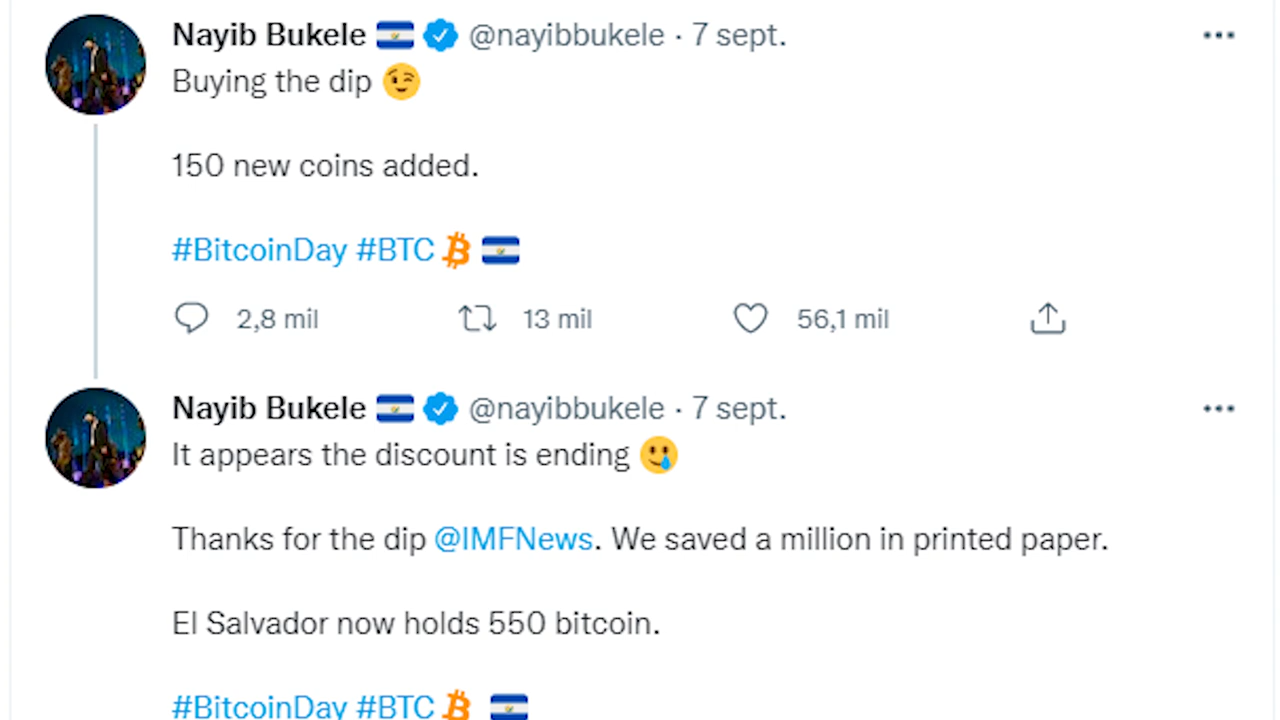 Nayib Bukele 🇸🇻 @nayibbukele · 7 sept.
Buying the dip 😉
150 new coins added.
#BitcoinDay #BTC 🇸🇻
2,8 mil 13 mil 56,1 mil
Nayib Bukele 🇸🇻 @nayibbukele · 7 sept.
It appears the discount is ending 🥲
Thanks for the dip @IMFNews. We saved a million in printed paper.
El Salvador now holds 550 bitcoin.
#BitcoinDay #BTC 🇸🇻